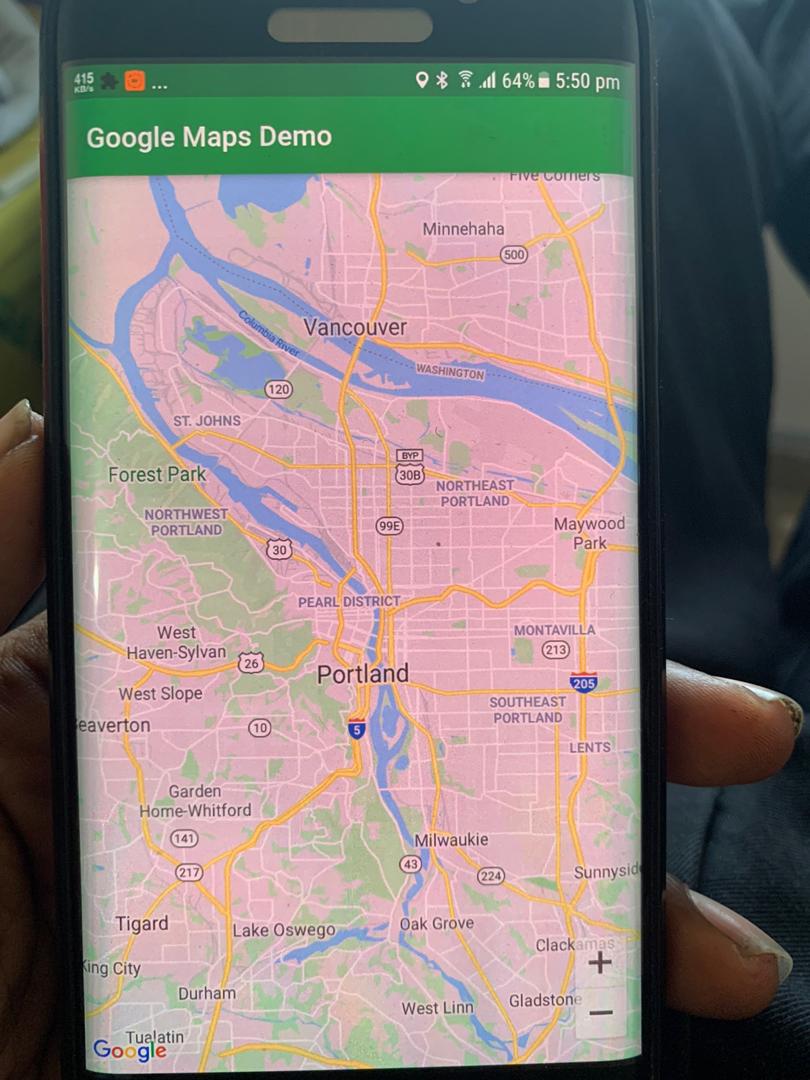 415
KB/s
... 64% 5:50 pm
Google Maps Demo
Five Corners
Minnehaha
500
Vancouver
Columbia River
WASHINGTON
120
ST. JOHNS
BYP
30B
Forest Park
NORTHEAST
PORTLAND
NORTHWEST
PORTLAND
99E
Maywood
Park
30
PEARL DISTRICT
West
Haven-Sylvan
MONTAVILLA
213
26
Portland
205
West Slope
SOUTHEAST
PORTLAND
eaverton
10
5
LENTS
Garden
Home-Whitford
141
Milwaukie
43
217
224
Sunnysid
Tigard
Lake Oswego
Oak Grove
Clackamas
King City
+
Durham
West Linn
Gladstone
−
Tualatin
Google